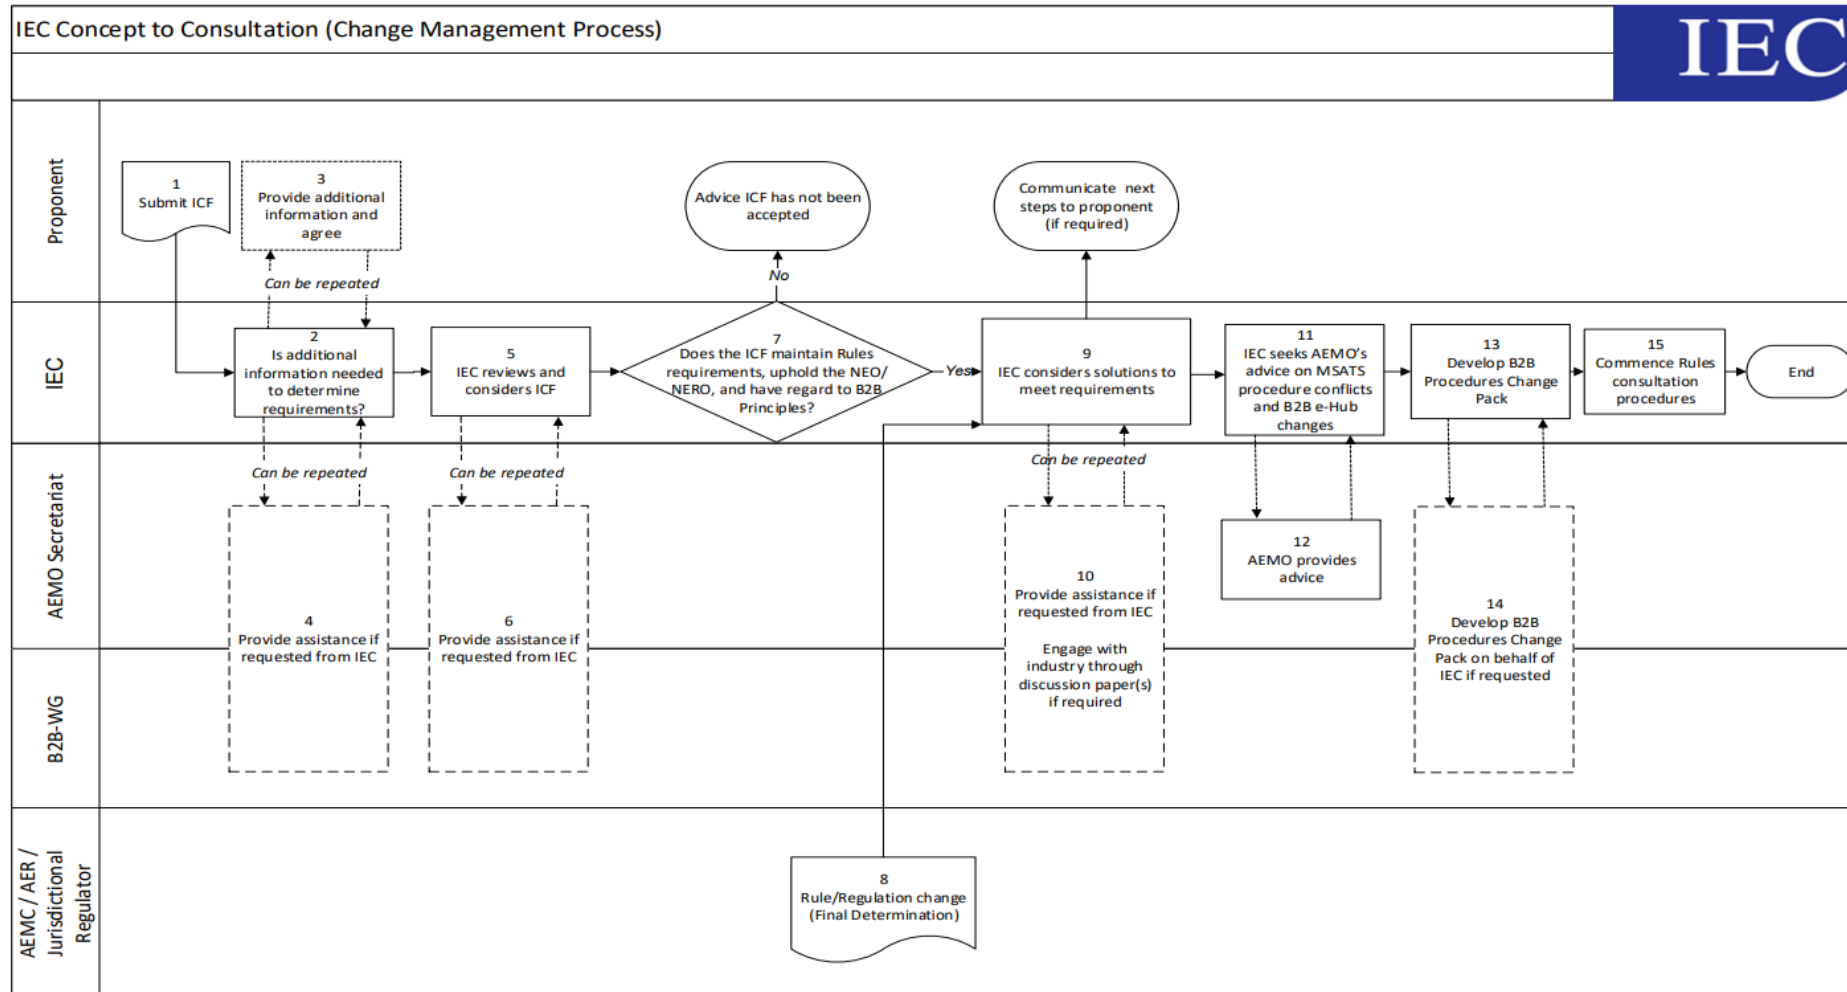 IEC Concept to Consultation (Change Management Process)
IEC
Proponent
1
Submit ICF
3
Provide additional
information and
agree
Can be repeated
Advice ICF has not been
accepted
No
Communicate next
steps to proponent
(if required)
IEC
2
Is additional
information needed
to determine
requirements?
5
IEC reviews and
considers ICF
7
Does the ICF maintain Rules
requirements, uphold the NEO/
NERO, and have regard to B2B
Principles?
Yes
9
IEC considers solutions to
meet requirements
11
IEC seeks AEMO's
advice on MSATS
procedure conflicts
and B2B e-Hub
changes
13
Develop B2B
Procedures Change
Pack
15
Commence Rules
consultation
procedures
End
AEMO Secretariat
Can be repeated
Can be repeated
Can be repeated
4
Provide assistance if
requested from IEC
6
Provide assistance if
requested from IEC
10
Provide assistance if
requested from IEC
Engage with
industry through
discussion paper(s)
if required
12
AEMO provides
advice
14
Develop B2B
Procedures Change
Pack on behalf of
IEC if requested
B2B-WG
AEMC / AER /
Jurisdictional
Regulator
8
Rule/Regulation change
(Final Determination)